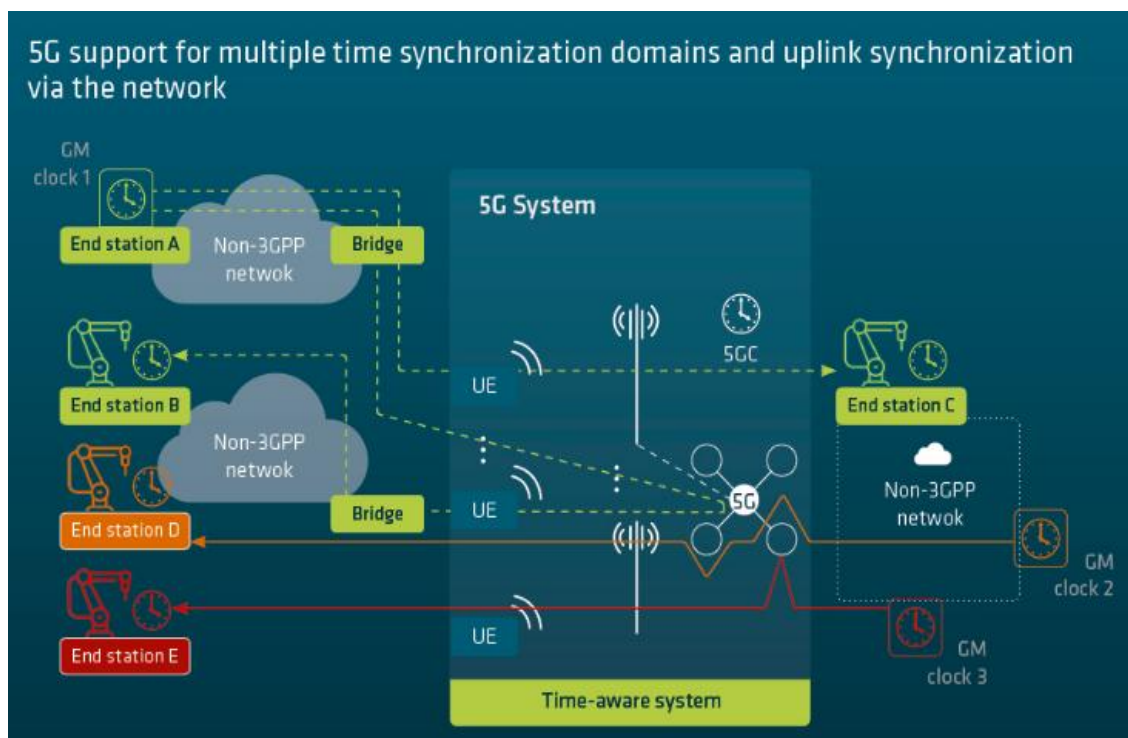 5G support for multiple time synchronization domains and uplink synchronization
via the network
GM
clock 1
End station A
Non-3GPP
netwok
Bridge
5G System
5GC
UE
End station B
End station C
Non-3GPP
netwok
End station D
Bridge
UE
5G
Non-3GPP
netwok
GM
clock 2
End station E
UE
GM
clock 3
Time-aware system